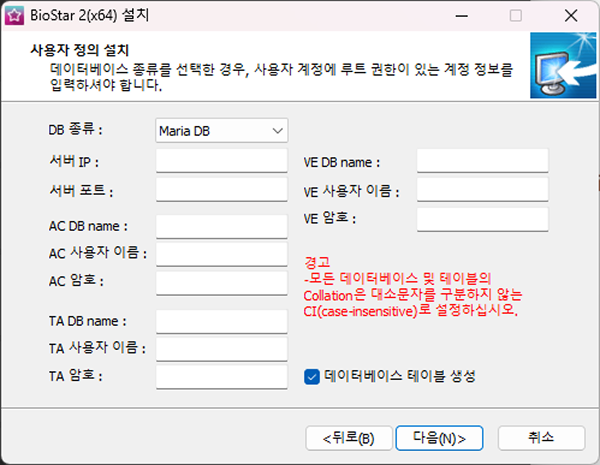 BioStar 2(x64) 설치
사용자 정의 설치
데이터베이스 종류를 선택한 경우, 사용자 계정에 루트 권한이 있는 계정 정보를
입력하셔야 합니다.
DB 종류 :
Maria DB
서버 IP :
서버 포트 :
AC DB name :
AC 사용자 이름 :
AC 암호 :
TA DB name :
TA 사용자 이름 :
TA 암호 :
VE DB name :
VE 사용자 이름 :
VE 암호 :
경고
-모든 데이터베이스 및 테이블의
Collation은 대소문자를 구분하지 않는
CI(case-insensitive)로 설정하십시오.
데이터베이스 테이블 생성
<뒤로(B)
다음(N)>
취소